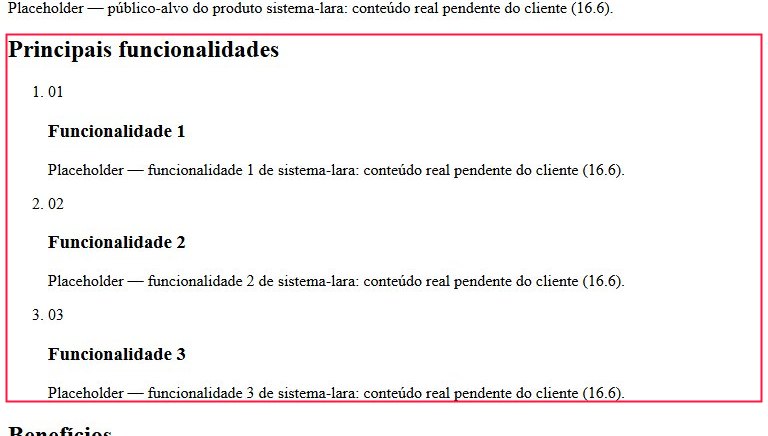 Placeholder — público-alvo do produto sistema-lara: conteúdo real pendente do cliente (16.6).
Principais funcionalidades
1. 01
Funcionalidade 1
Placeholder — funcionalidade 1 de sistema-lara: conteúdo real pendente do cliente (16.6).
2. 02
Funcionalidade 2
Placeholder — funcionalidade 2 de sistema-lara: conteúdo real pendente do cliente (16.6).
3. 03
Funcionalidade 3
Placeholder — funcionalidade 3 de sistema-lara: conteúdo real pendente do cliente (16.6).
Benefícios